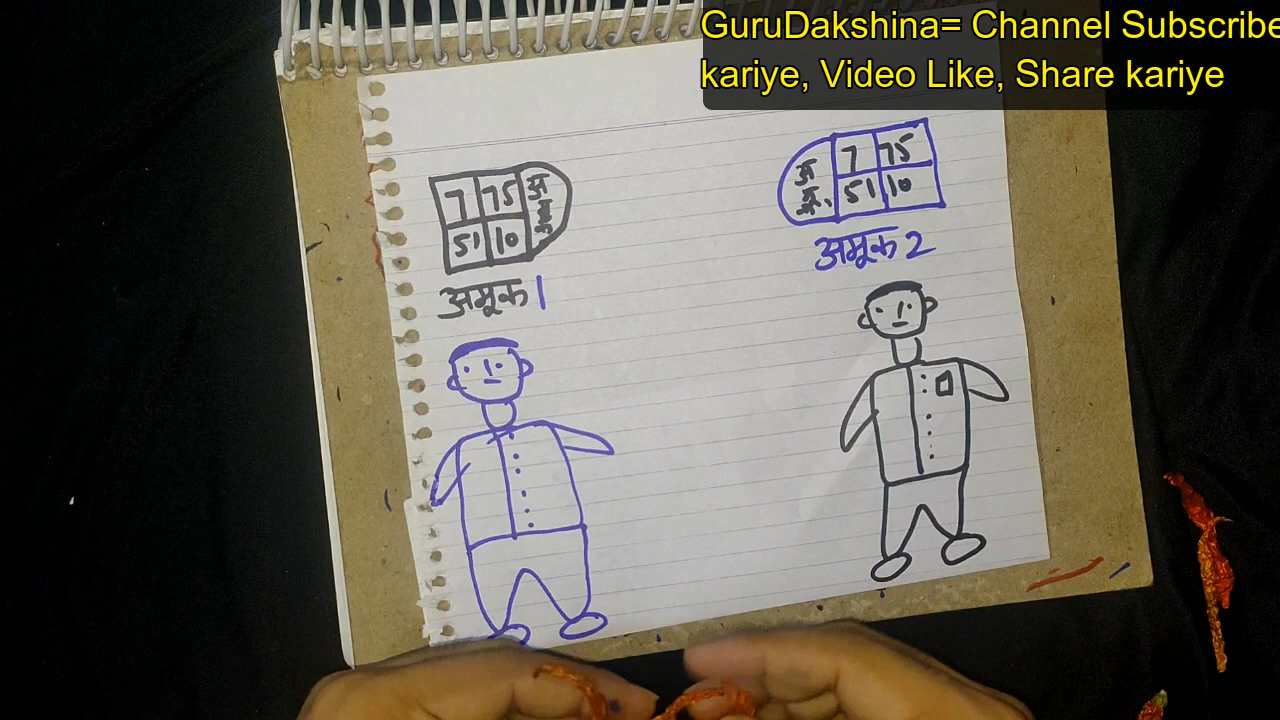 GuruDakshina= Channel Subscribe
kariye, Video Like, Share kariye
7 75
51 10
अमूक 1
7 75
51 10
अमूक 2